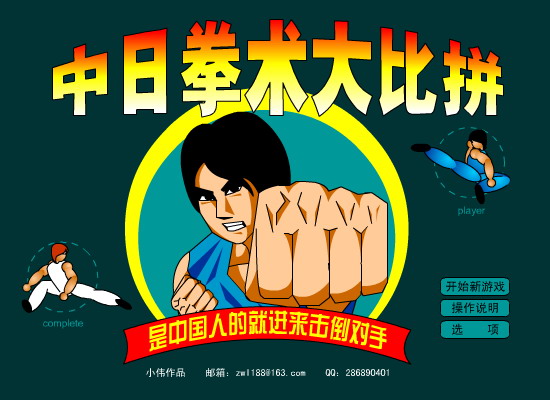 中日拳术大比拼
player
complete
开始新游戏
操作说明
选 项
是中国人的就进来击倒对手
小伟作品 邮箱：zwl188@163.com QQ：286890401